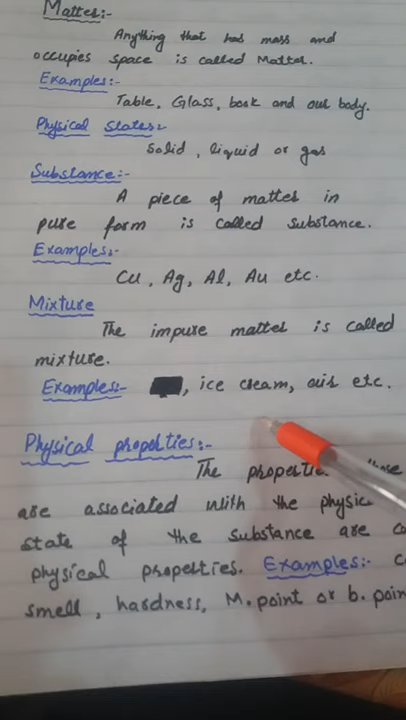 Matter:-
Anything that has mass and
occupies space is called Matter.
Examples:-
Table, Glass, book and our body.
Physical states:-
Solid, liquid or gas
Substance:-
A piece of matter in
pure form is called substance.
Examples:-
Cu, Ag, Al, Au etc.
Mixture
The impure matter is called
mixture.
Examples:- , ice cream, air etc.
Physical properties:-
The
are associated with the
state of the substance are
physical properties. Examples:-
smell, hardness, M.point or b.